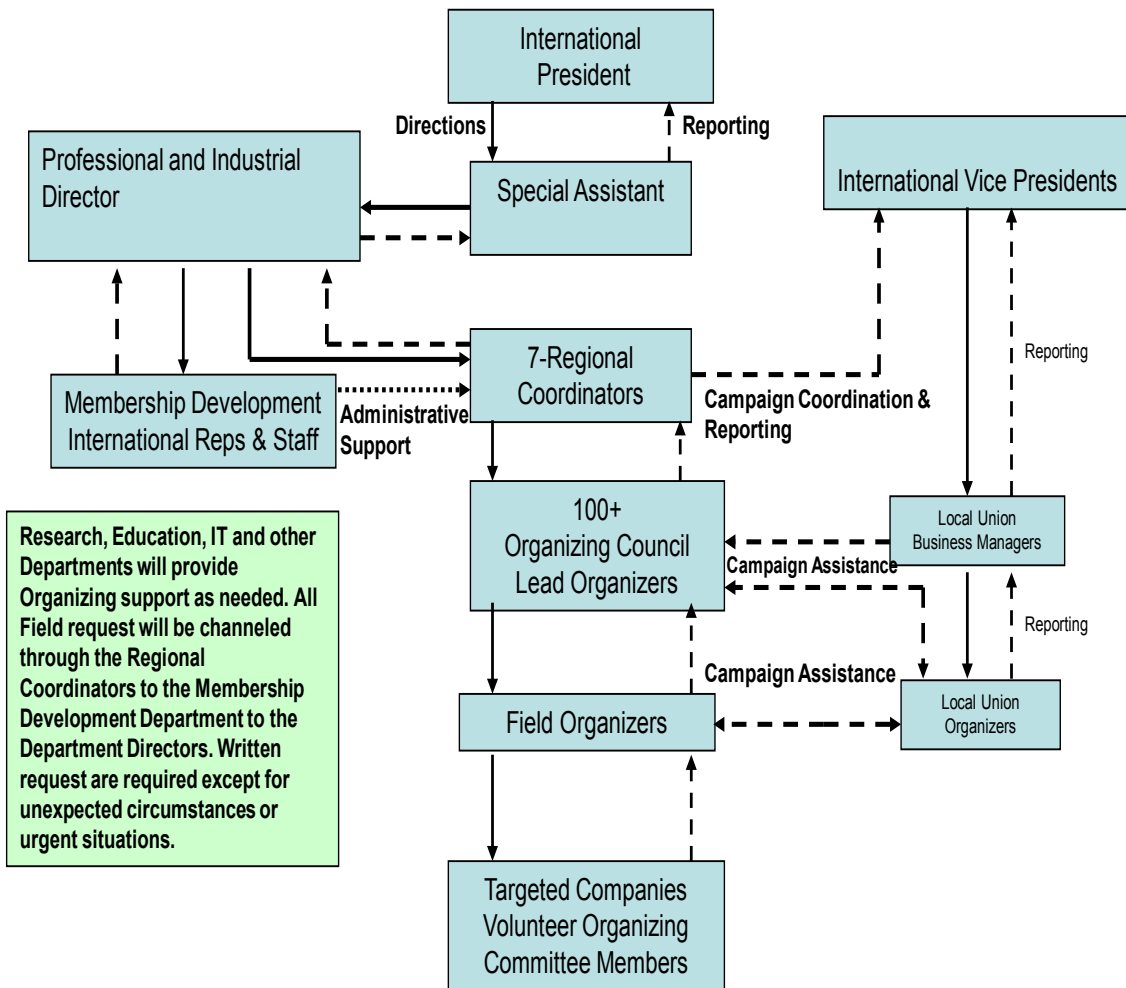 International
President
Directions
Reporting
Professional and Industrial
Director
Special Assistant
International Vice Presidents
7-Regional
Coordinators
Reporting
Membership Development
International Reps & Staff
Administrative
Support
Campaign Coordination &
Reporting
100+
Organizing Council
Lead Organizers
Local Union
Business Managers
Campaign Assistance
Research, Education, IT and other
Departments will provide
Organizing support as needed. All
Field request will be channeled
through the Regional
Coordinators to the Membership
Development Department to the
Department Directors. Written
request are required except for
unexpected circumstances or
urgent situations.
Reporting
Campaign Assistance
Field Organizers
Local Union
Organizers
Targeted Companies
Volunteer Organizing
Committee Members